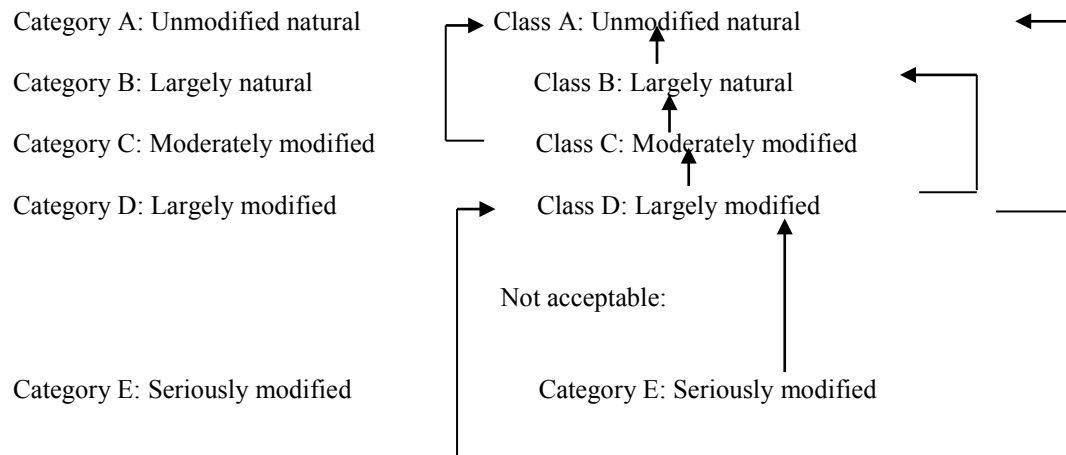 Category A: Unmodified natural Class A: Unmodified natural
Category B: Largely natural Class B: Largely natural
Category C: Moderately modified Class C: Moderately modified
Category D: Largely modified Class D: Largely modified
Not acceptable:
Category E: Seriously modified Category E: Seriously modified